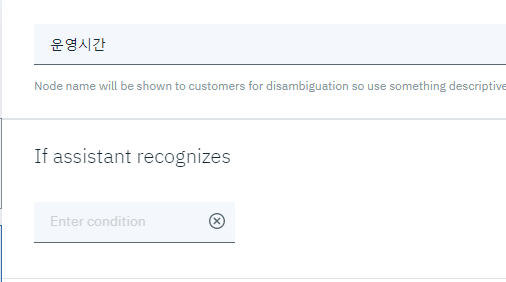 운영시간
Node name will be shown to customers for disambiguation so use something descriptive
If assistant recognizes
Enter condition